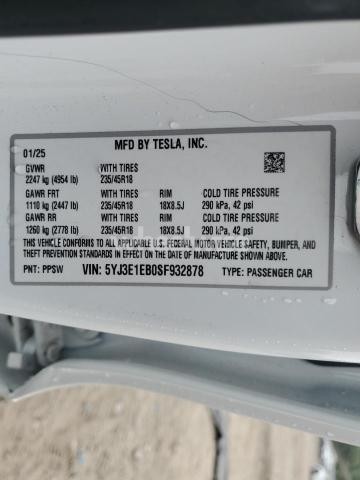 MFD BY TESLA, INC.
01/25
GVWR WITH TIRES
2247 kg (4954 lb) 235/45R18
GAWR FRT WITH TIRES RIM COLD TIRE PRESSURE
1110 kg (2447 lb) 235/45R18 18X8.5J 290 kPa, 42 psi
GAWR RR WITH TIRES RIM COLD TIRE PRESSURE
1260 kg (2778 lb) 235/45R18 18X8.5J 290 kPa, 42 psi
THIS VEHICLE CONFORMS TO ALL APPLICABLE U.S. FEDERAL MOTOR VEHICLE SAFETY, BUMPER, AND
THEFT PREVENTION STANDARDS IN EFFECT ON THE DATE OF MANUFACTURE SHOWN ABOVE.
PNT: PPSW VIN: 5YJ3E1EB0SF932878 TYPE: PASSENGER CAR